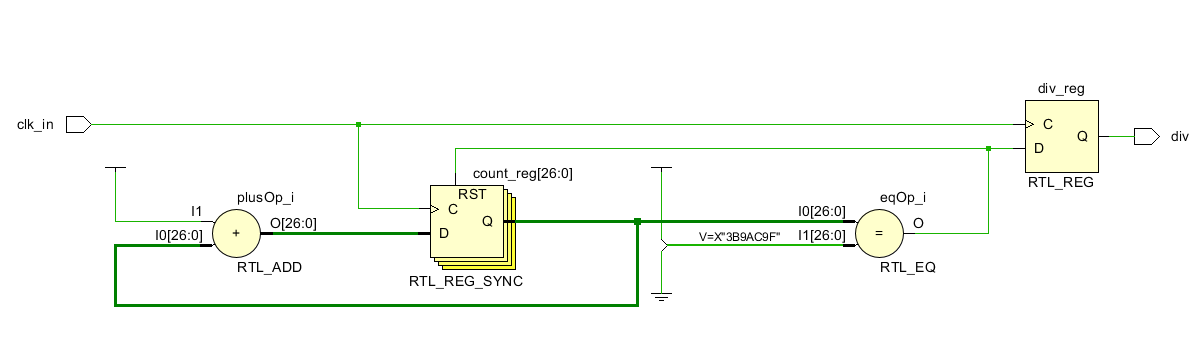 div_reg
clk_in
C
Q
div
D
RTL_REG
count_reg[26:0]
RST
plusOp_i
eqOp_i
I1
C
Q
I0[26:0]
O
O[26:0]
+
D
=
I0[26:0]
V=X"3B9AC9F"
I1[26:0]
RTL_ADD
RTL_REG_SYNC
RTL_EQ